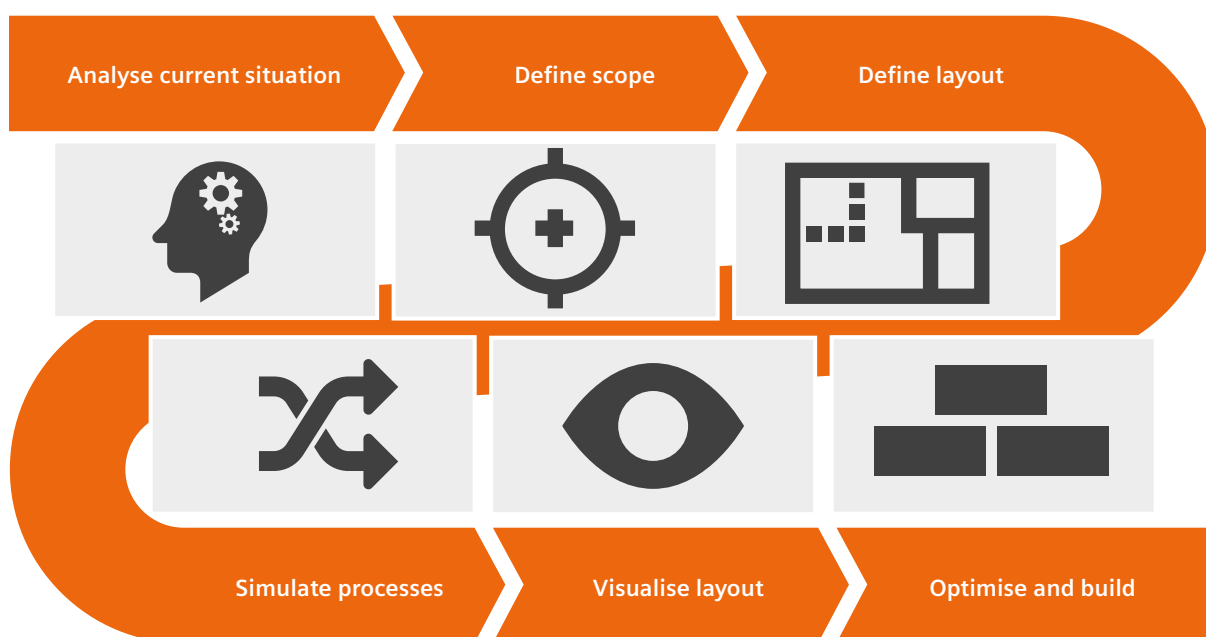 Analyse current situation
Define scope
Define layout
Simulate processes
Visualise layout
Optimise and build